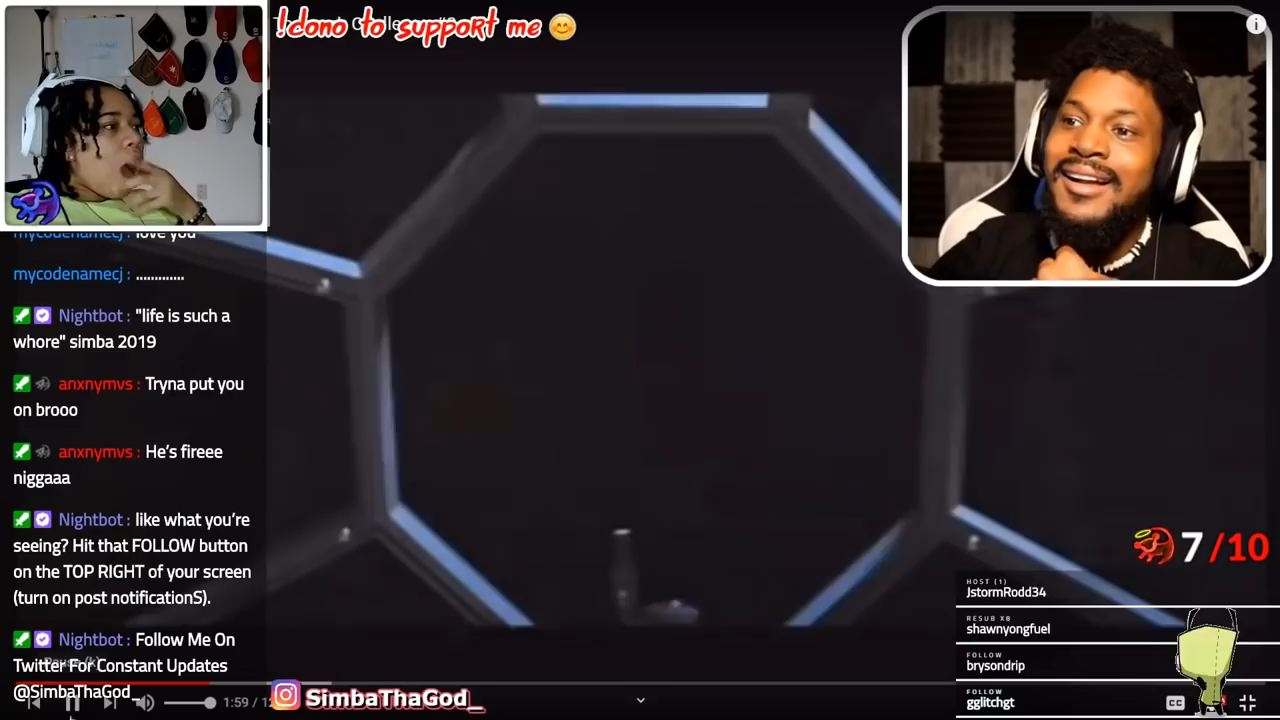 !dono to support me 😊
mycodenamecj : love you
mycodenamecj : .............
Nightbot : "life is such a
whore" simba 2019
anxnymvs : Tryna put you
on brooo
anxnymvs : He's fireee
niggaaa
Nightbot : like what you're
seeing? Hit that FOLLOW button
on the TOP RIGHT of your screen
(turn on post notificationS).
Nightbot : Follow Me On
Twitter For Constant Updates
@SimbaThaGod_
Pause (k)
1:59 /
SimbaThaGod_
7/10
HOST (1)
JstormRodd34
RESUB X8
shawnyongfuel
FOLLOW
brysondrip
FOLLOW
gglitchgt
CC